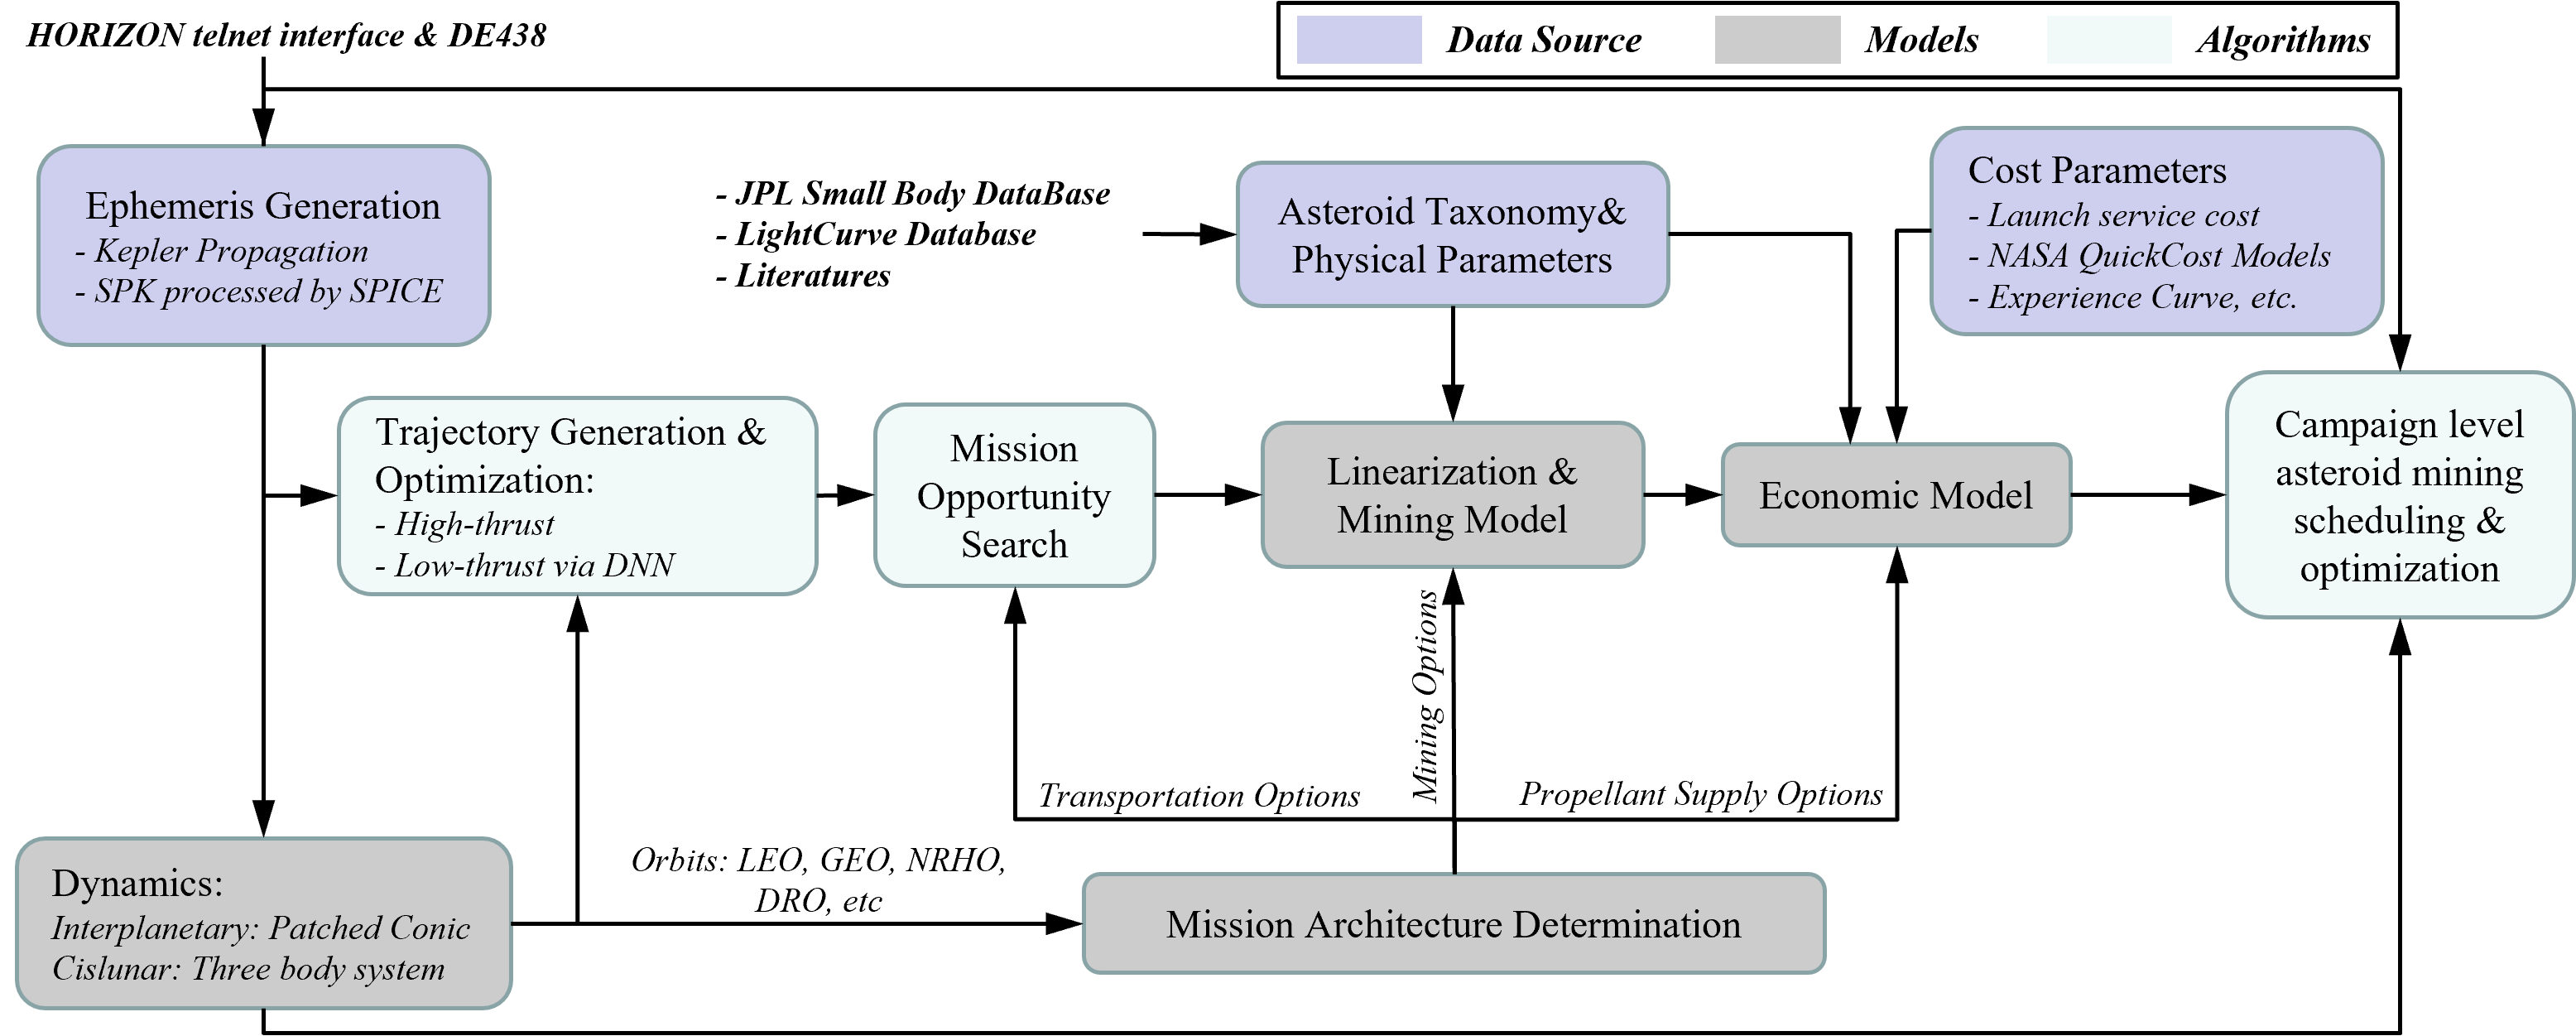 HORIZON telnet interface & DE438
Data Source
Models
Algorithms
Ephemeris Generation
- Kepler Propagation
- SPK processed by SPICE
- JPL Small Body DataBase
- LightCurve Database
- Literatures
Asteroid Taxonomy&
Physical Parameters
Cost Parameters
- Launch service cost
- NASA QuickCost Models
- Experience Curve, etc.
Trajectory Generation &
Optimization:
- High-thrust
- Low-thrust via DNN
Mission
Opportunity
Search
Linearization &
Mining Model
Economic Model
Campaign level
asteroid mining
scheduling &
optimization
Mining Options
Transportation Options
Propellant Supply Options
Orbits: LEO, GEO, NRHO,
DRO, etc
Dynamics:
Interplanetary: Patched Conic
Cislunar: Three body system
Mission Architecture Determination